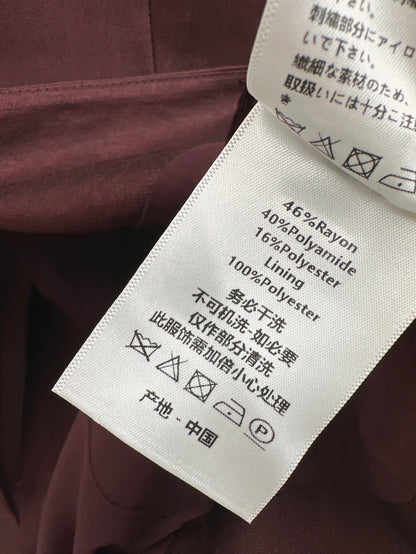 刺繍部分にアイロ
いで下さい。
繊細な素材のため、
取扱いには十分ご注
*
46%Rayon
40%Polyamide
16%Polyester
Lining
100%Polyester
务必干洗
不可机洗·如必要
仅作部分清洗
此服饰需加倍小心处理
P
产地 - 中国